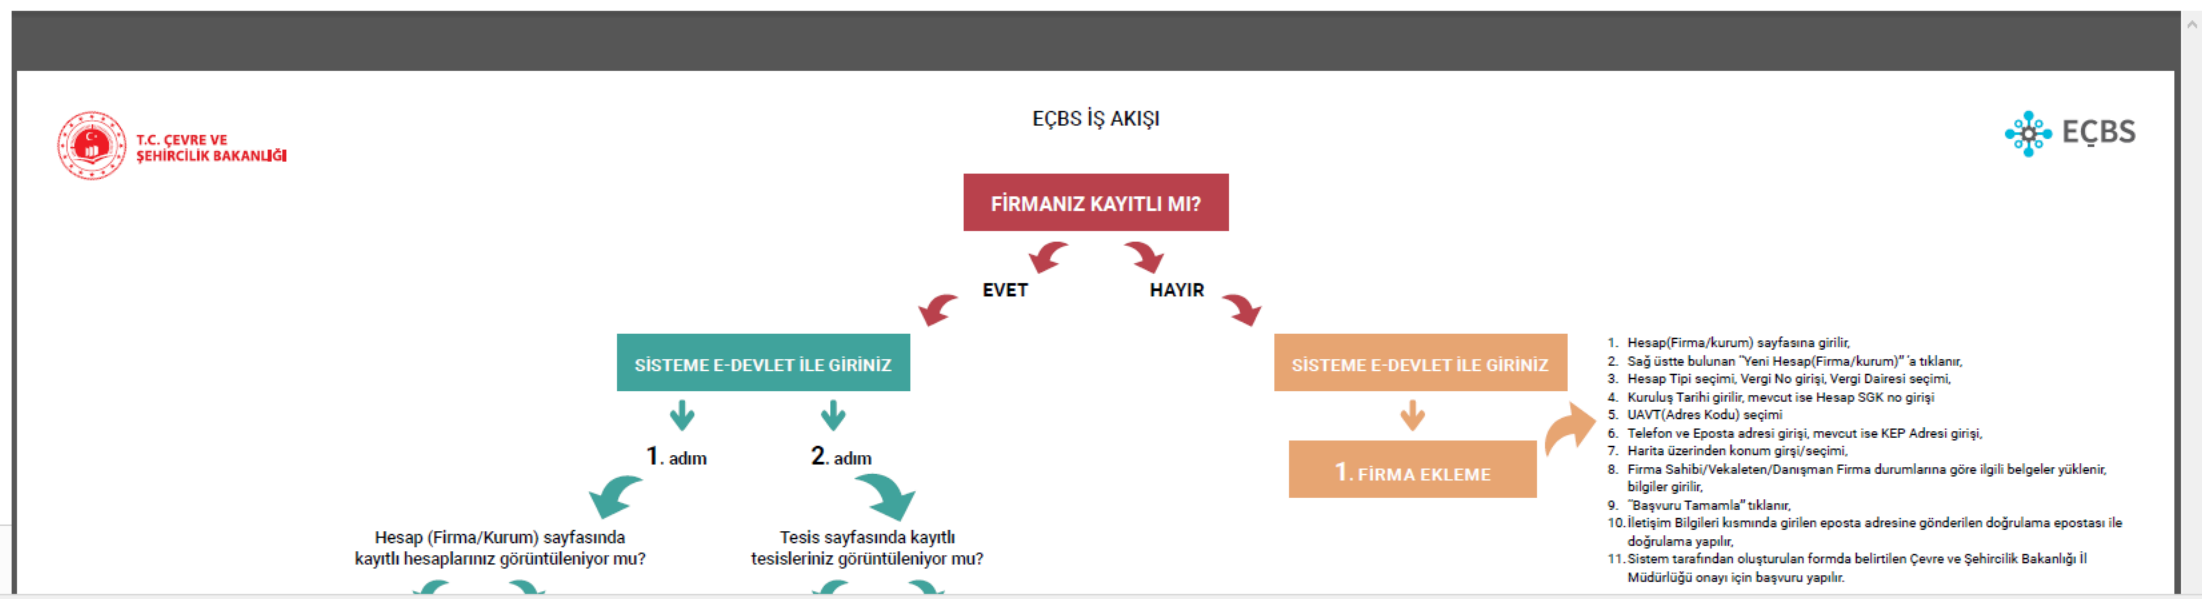 EÇBS İŞ AKIŞI
T.C. ÇEVRE VE
ŞEHİRCİLİK BAKANLIĞI
EÇBS
FİRMANIZ KAYITLI MI?
EVET
HAYIR
SİSTEME E-DEVLET İLE GİRİNİZ
1. adım
2. adım
Hesap (Firma/Kurum) sayfasında
kayıtlı hesaplarınız görüntüleniyor mu?
Tesis sayfasında kayıtlı
tesisleriniz görüntüleniyor mu?
SİSTEME E-DEVLET İLE GİRİNİZ
1. FİRMA EKLEME
1. Hesap(Firma/kurum) sayfasına girilir,
2. Sağ üstte bulunan "Yeni Hesap(Firma/kurum)" 'a tıklanır,
3. Hesap Tipi seçimi, Vergi No girişi, Vergi Dairesi seçimi,
4. Kuruluş Tarihi girilir, mevcut ise Hesap SGK no girişi
5. UAVT(Adres Kodu) seçimi
6. Telefon ve Eposta adresi girişi, mevcut ise KEP Adresi girişi,
7. Harita üzerinden konum girşi/seçimi,
8. Firma Sahibi/Vekaleten/Danışman Firma durumlarına göre ilgili belgeler yüklenir,
bilgiler girilir,
9. "Başvuru Tamamla" tıklanır,
10. İletişim Bilgileri kısmında girilen eposta adresine gönderilen doğrulama epostası ile
doğrulama yapılır,
11. Sistem tarafından oluşturulan formda belirtilen Çevre ve Şehircilik Bakanlığı İl
Müdürlüğü onayı için başvuru yapılır.